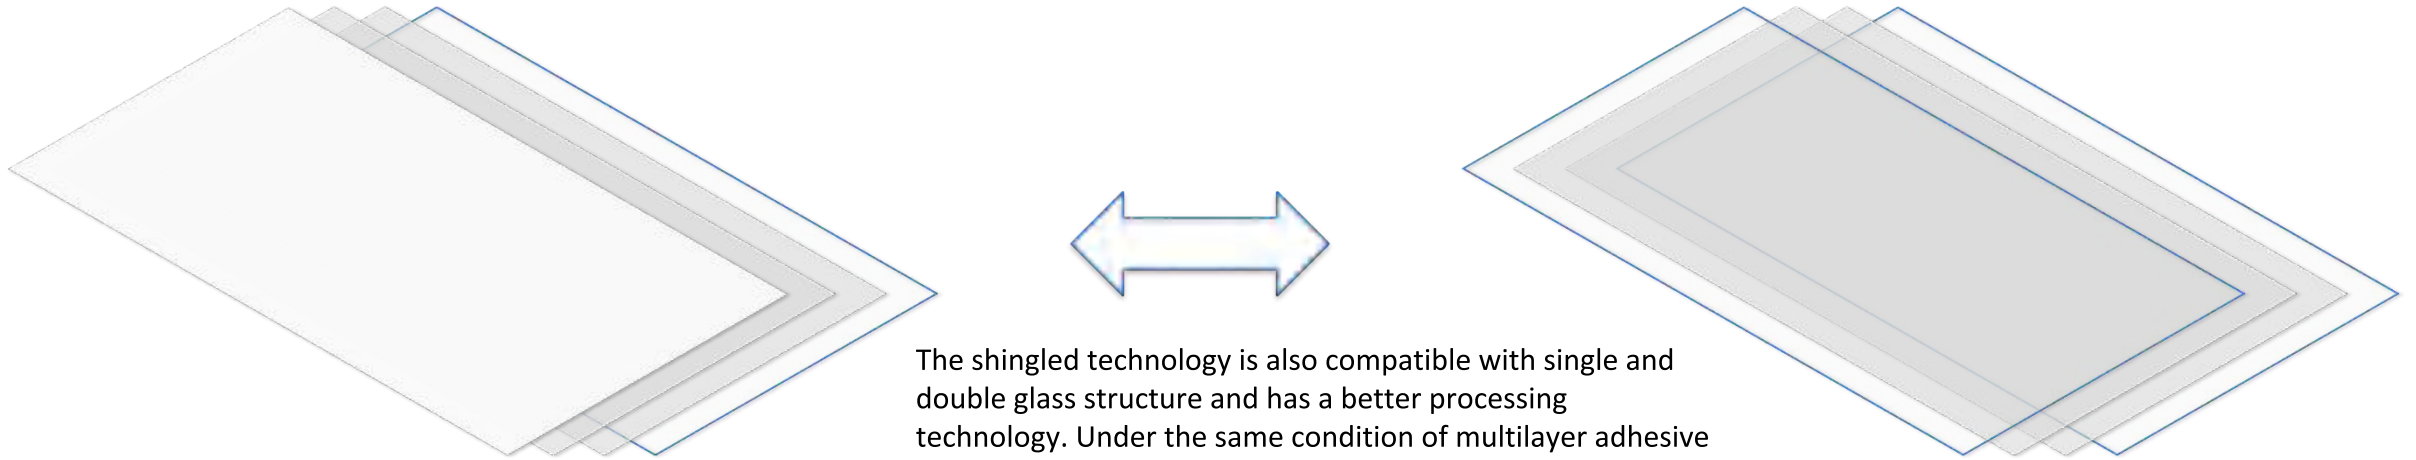 The shingled technology is also compatible with single and
double glass structure and has a better processing
technology. Under the same condition of multilayer adhesive